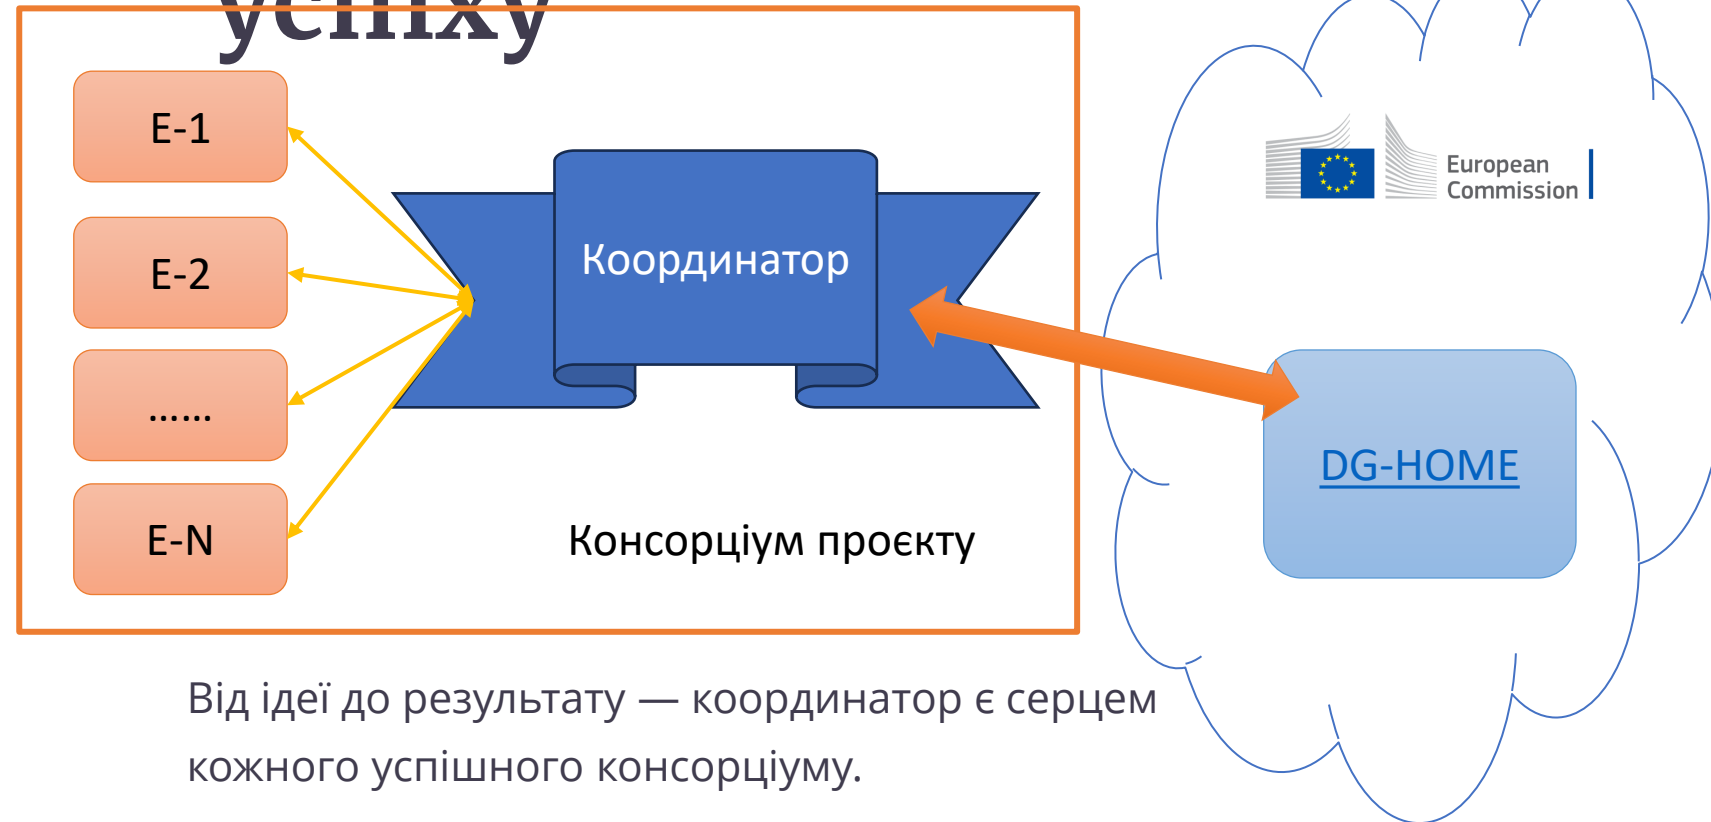 успіху
E-1
E-2
......
E-N
Координатор
Консорціум проєкту
European
Commission
DG-HOME
Від ідеї до результату — координатор є серцем
кожного успішного консорціуму.